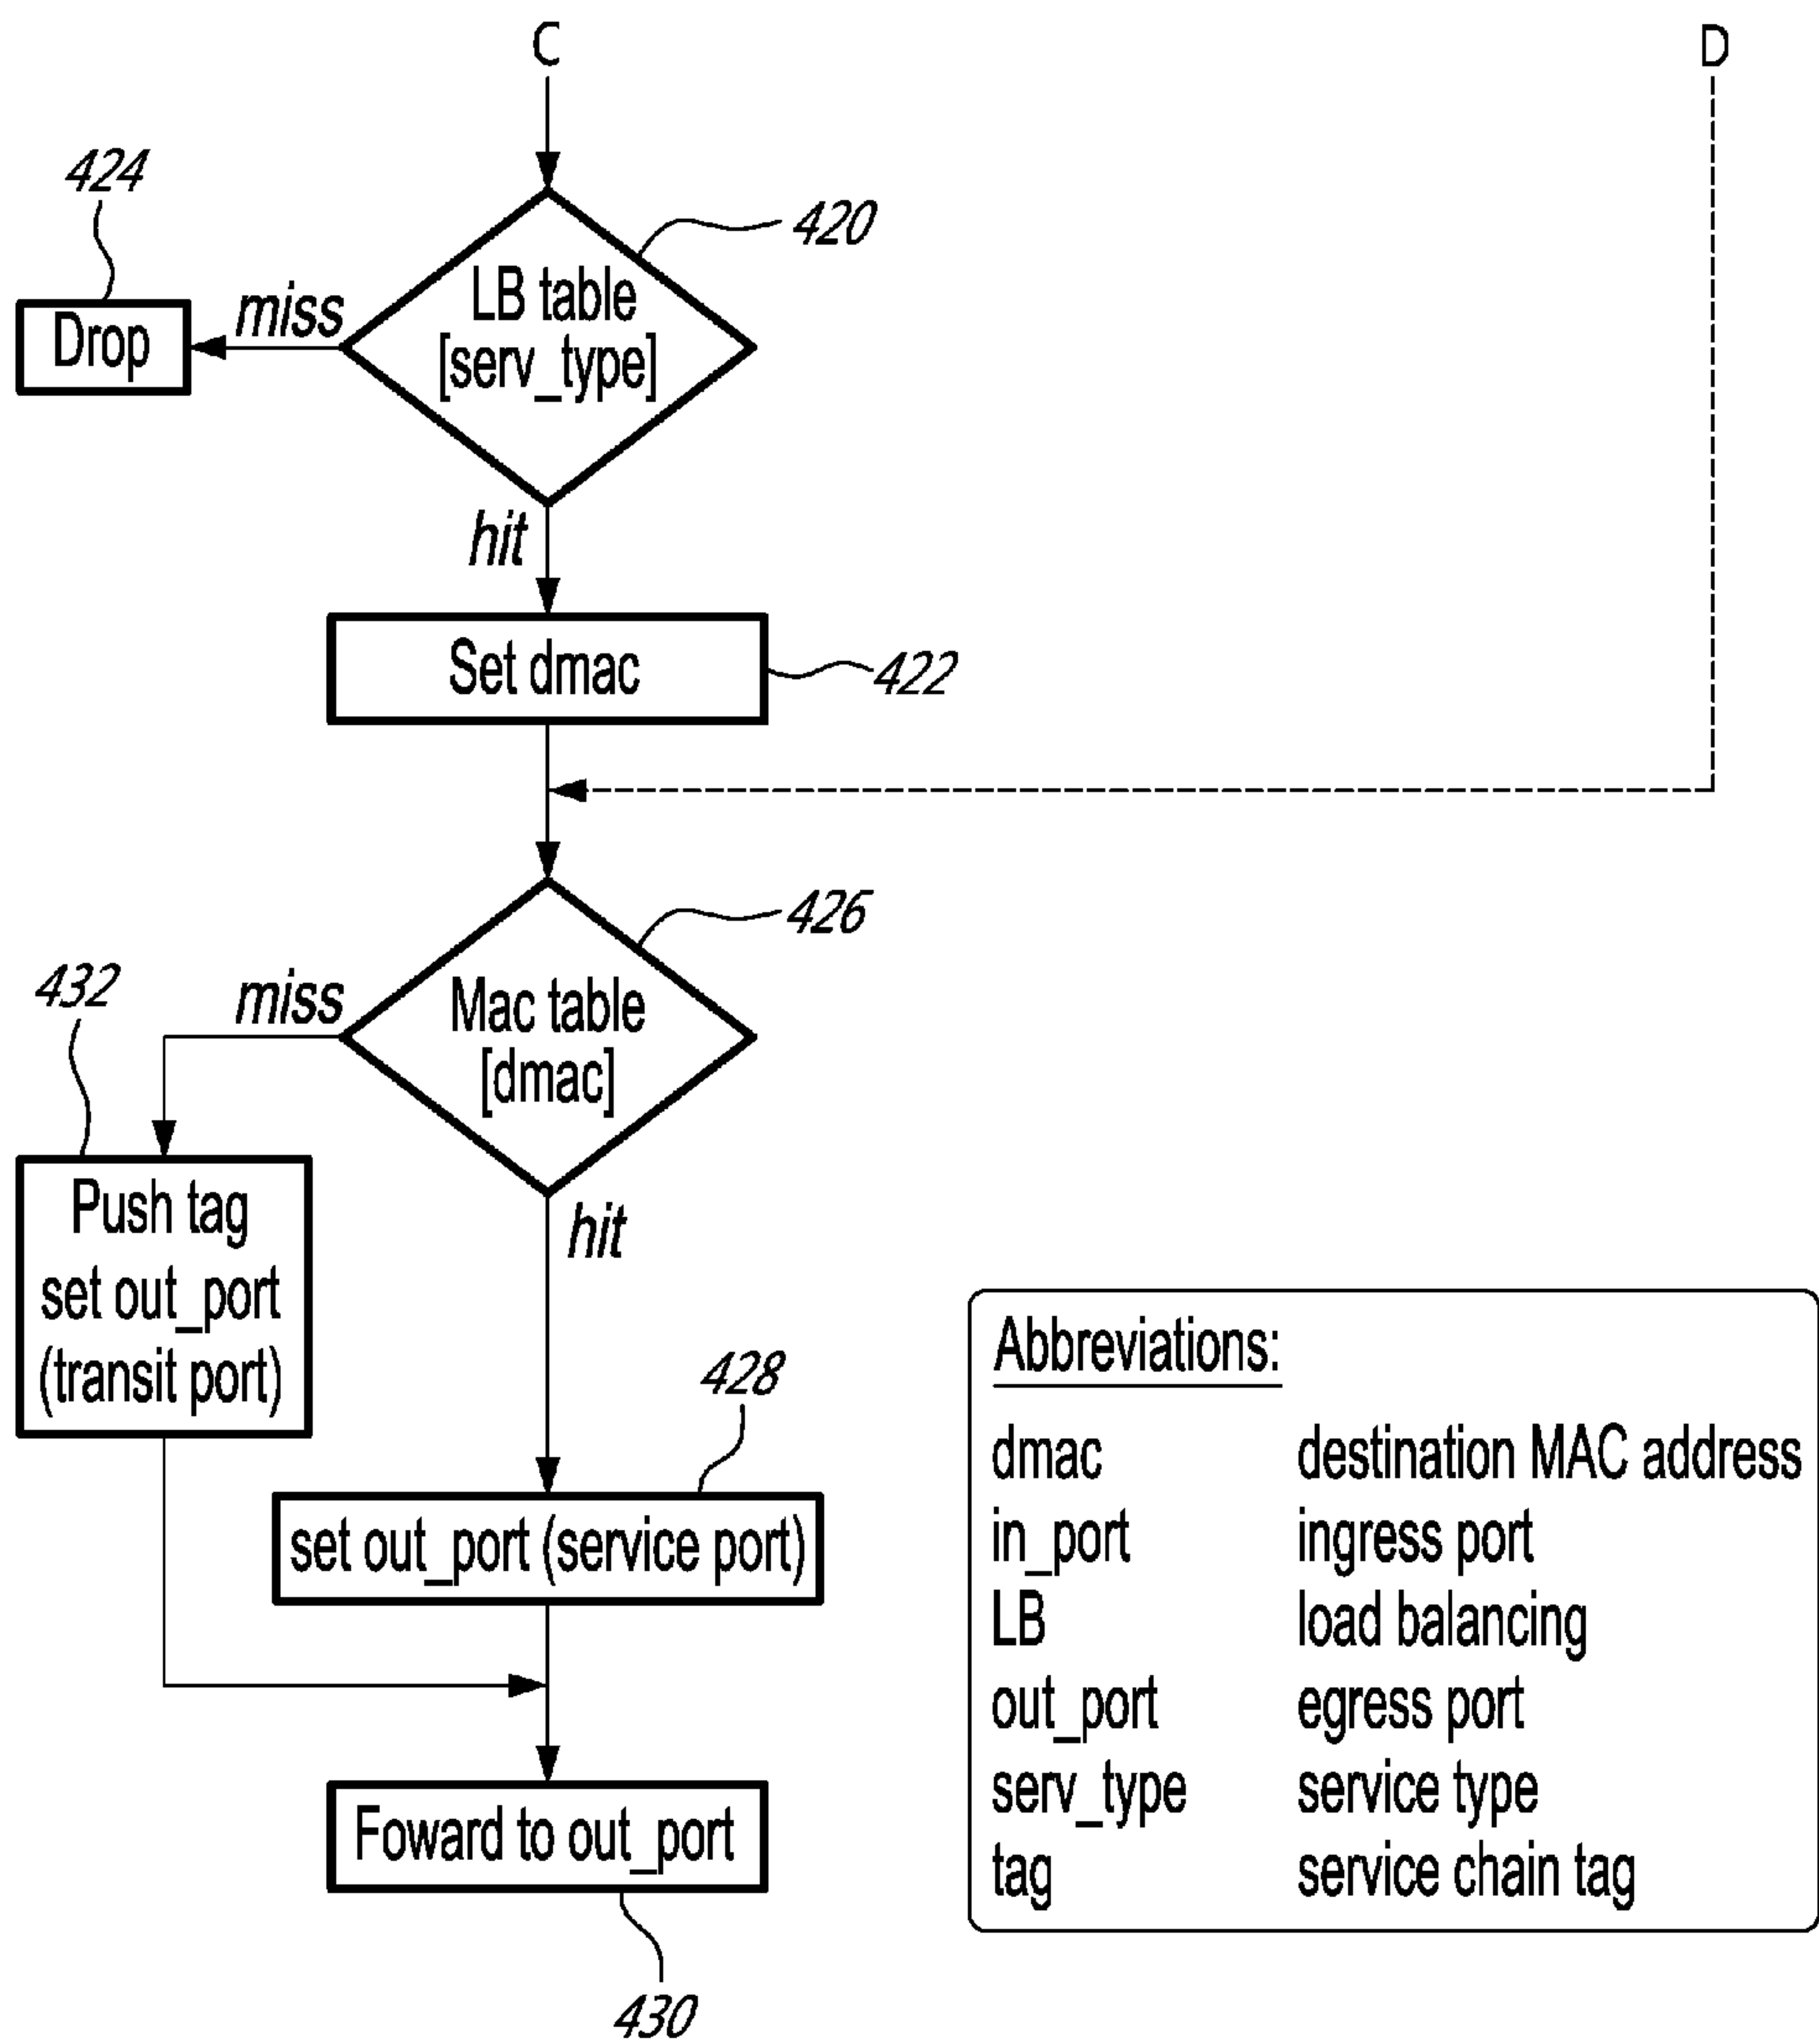 C
D
424
420
LB table
[serv_type]
miss
Drop
hit
Set dmac
422
426
432
miss
Mac table
[dmac]
Push tag
set out_port
(transit port)
hit
428
set out_port (service port)
Foward to out_port
430
Abbreviations:
dmac destination MAC address
in_port ingress port
LB load balancing
out_port egress port
serv_type service type
tag service chain tag